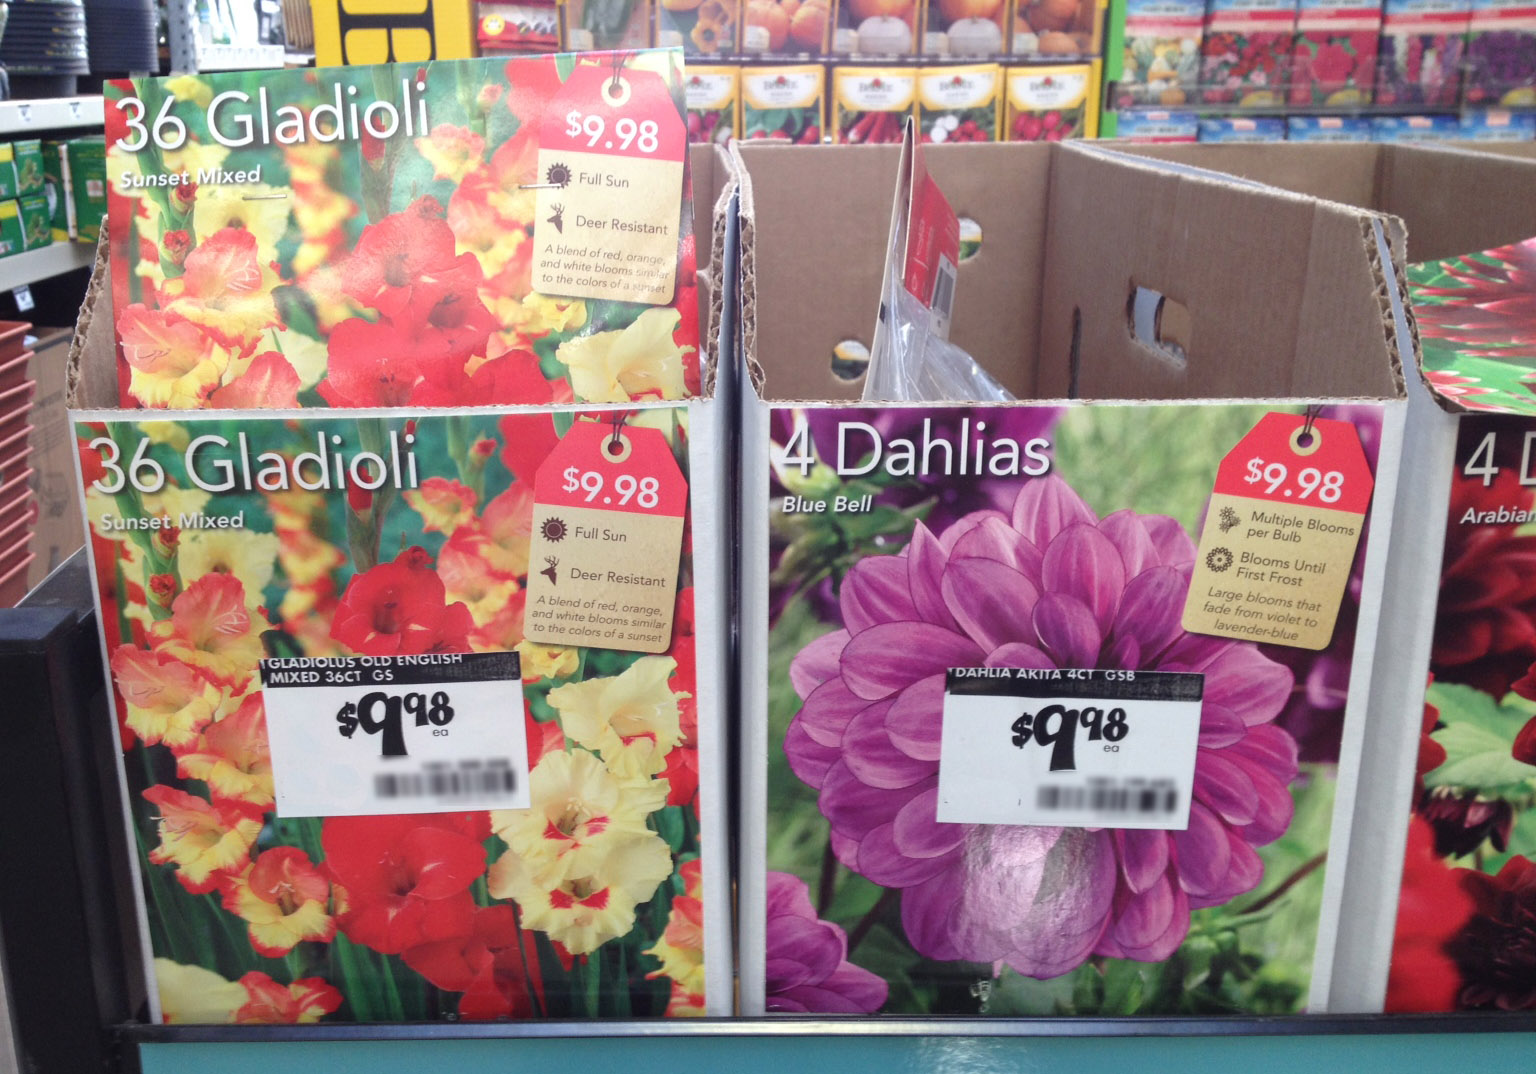 36 Gladioli
Sunset Mixed
$9.98
Full Sun
Deer Resistant
A blend of red, orange,
and white blooms similar
to the colors of a sunset
36 Gladioli
Sunset Mixed
$9.98
Full Sun
Deer Resistant
A blend of red, orange,
and white blooms similar
to the colors of a sunset
GLADIOLUS OLD ENGLISH
MIXED 36CT GS
$9.98
ea
4 Dahlias
Blue Bell
$9.98
Multiple Blooms
per Bulb
Blooms Until
First Frost
Large blooms that
fade from violet to
lavender-blue
DAHLIA AKITA 4CT GSB
$9.98
ea
4 D
Arabian